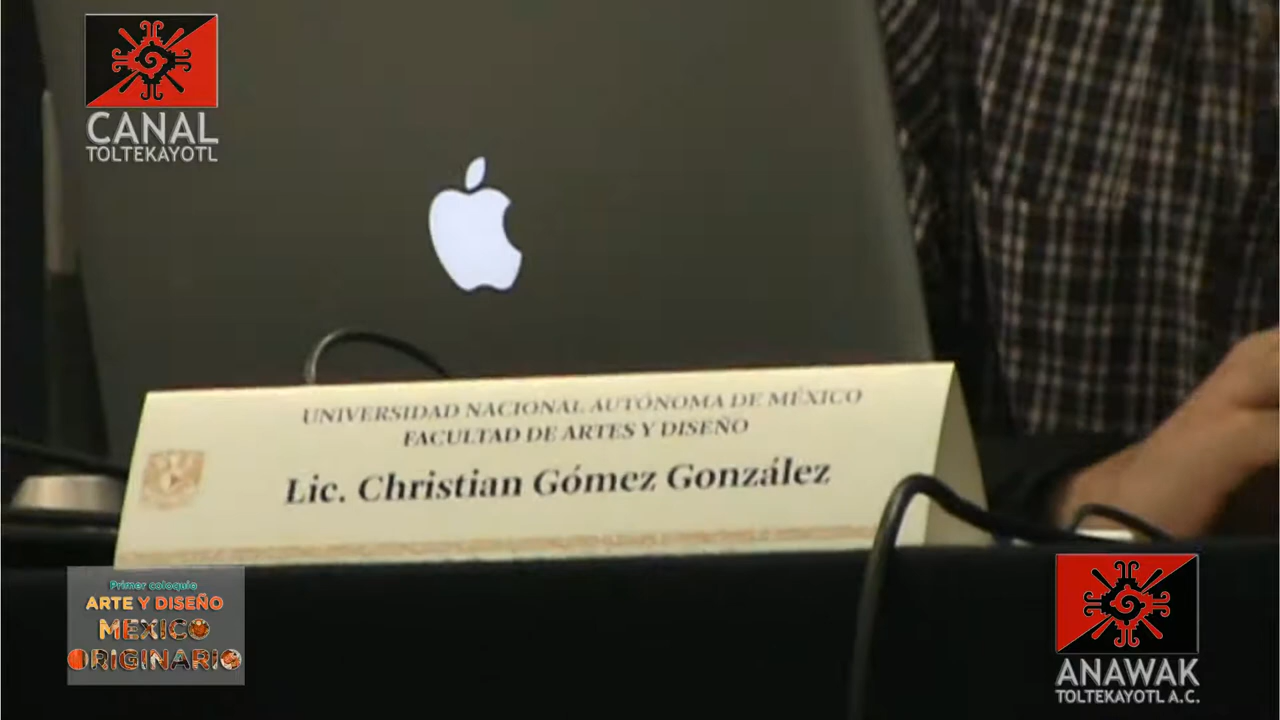 CANAL
TOLTEKAYOTL
UNIVERSIDAD NACIONAL AUTÓNOMA DE MÉXICO
FACULTAD DE ARTES Y DISEÑO
Lic. Christian Gómez González
Primer coloquio
ARTE Y DISEÑO
MEXICO
ORIGINARIO
ANAWAK
TOLTEKAYOTL A.C.